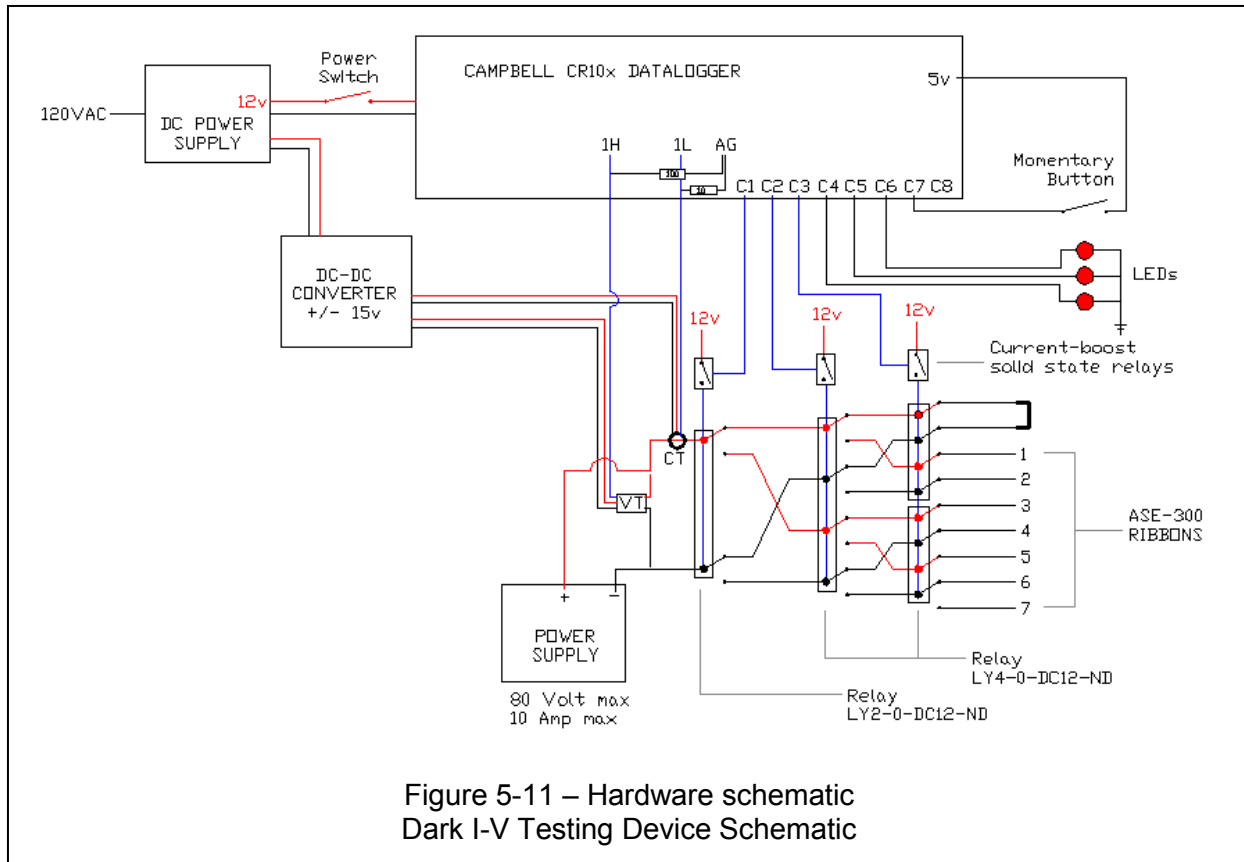 Power
Switch
CAMPBELL CR10x DATALOGGER
5v
120VAC
12v
DC POWER
SUPPLY
1H
1L
AG
100
10
C1
C2
C3
C4
C5
C6
C7
C8
Momentary
Button
LEDs
DC-DC
CONVERTER
+/- 15v
12v
12v
12v
Current-boost
solid state relays
CT
VT
1
2
3
4
5
6
7
ASE-300
RIBBONS
+
-
POWER
SUPPLY
80 Volt max
10 Amp max
Relay
LY4-0-DC12-ND
Relay
LY2-0-DC12-ND
Figure 5-11 – Hardware schematic
Dark I-V Testing Device Schematic